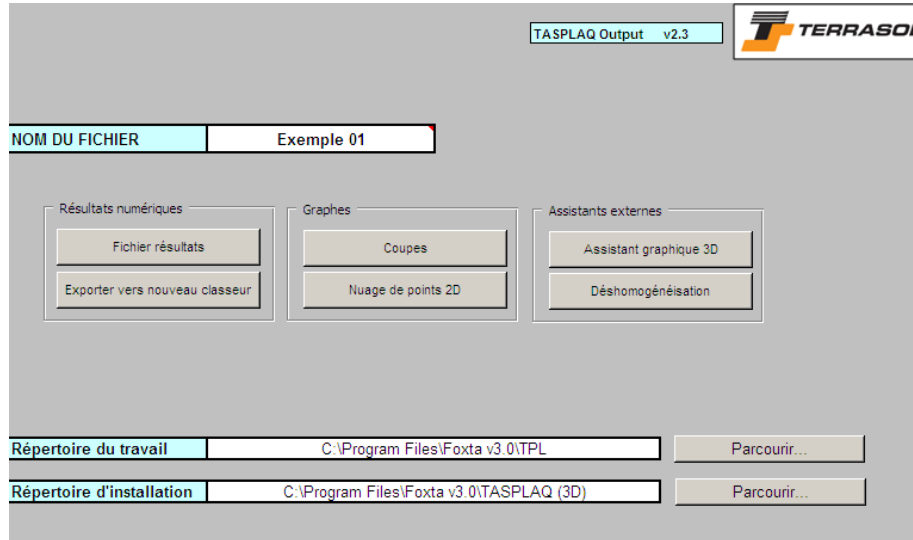 TASPLAQ Output v2.3
TERRASOL
NOM DU FICHIER Exemple 01
Résultats numériques Graphes Assistants externes
Fichier résultats Coupes Assistant graphique 3D
Exporter vers nouveau classeur Nuage de points 2D Déshomogénéisation
Répertoire du travail C:\Program Files\Foxta v3.0\TPL Parcourir...
Répertoire d'installation C:\Program Files\Foxta v3.0\TASPLAQ (3D) Parcourir...